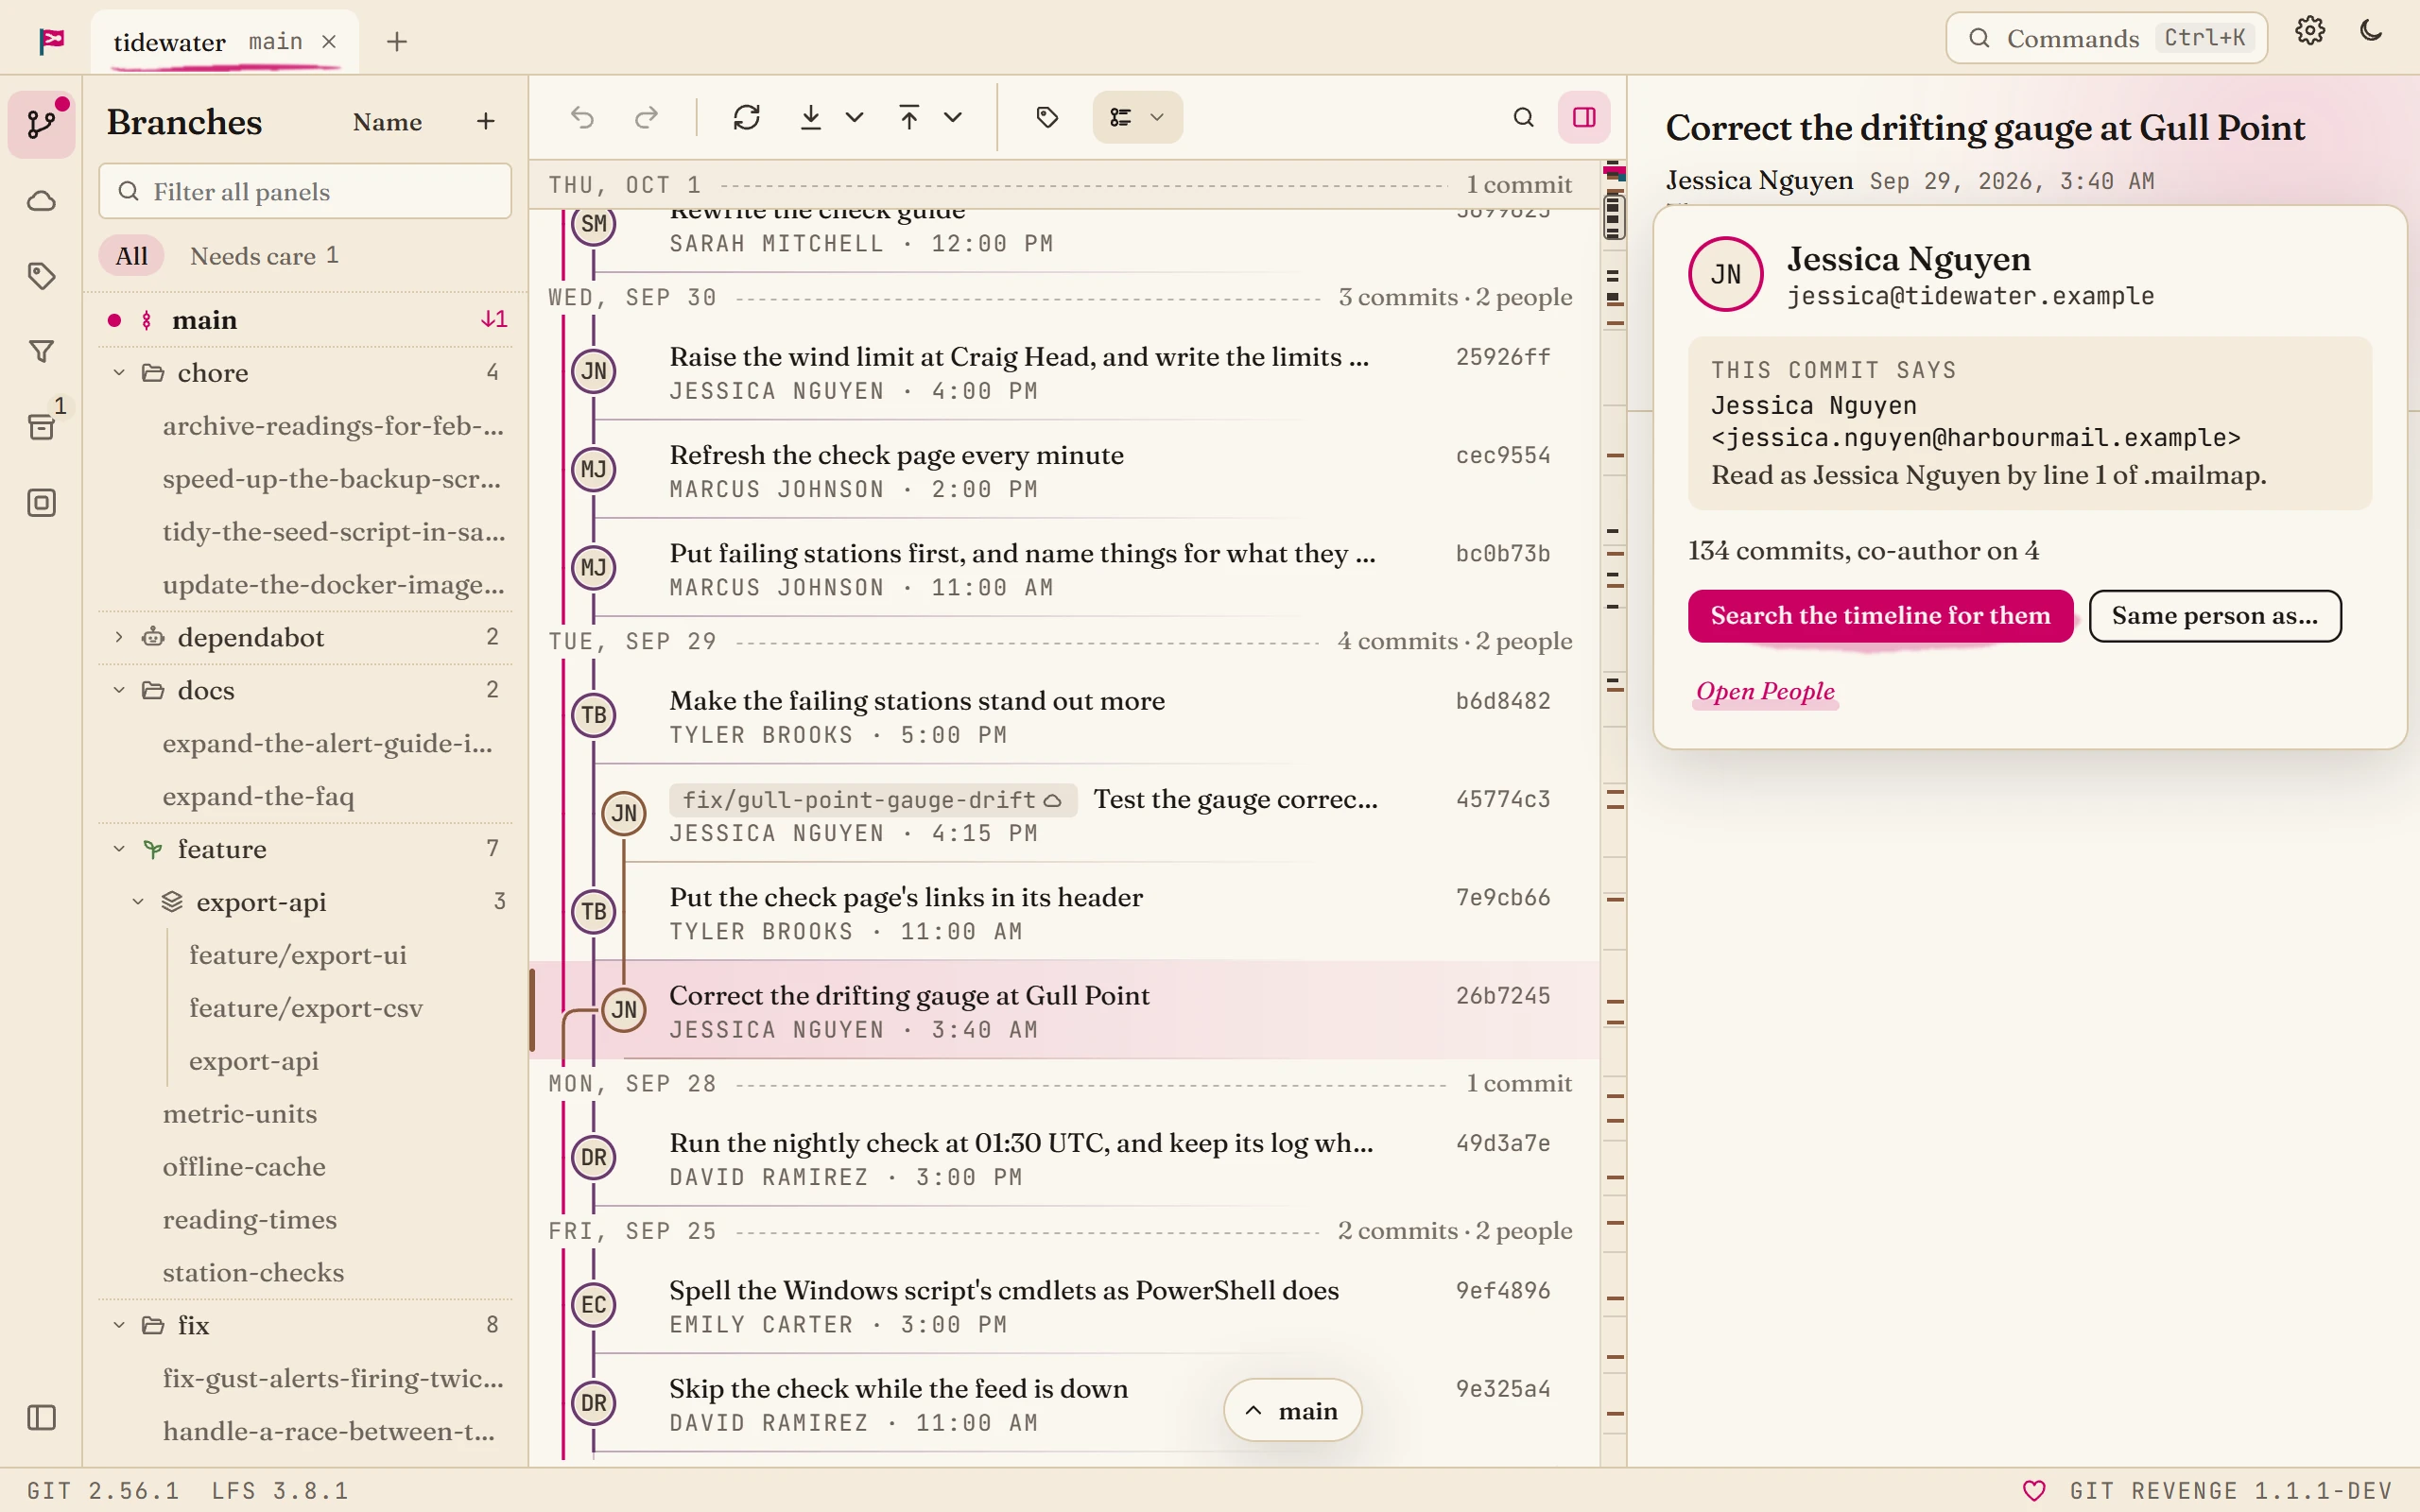 tidewater main
Commands Ctrl+K
Branches Name
Filter all panels
All Needs care 1
main ↓1
chore 4
archive-readings-for-feb-...
speed-up-the-backup-scr...
tidy-the-seed-script-in-sa...
update-the-docker-image...
dependabot 2
docs 2
expand-the-alert-guide-i...
expand-the-faq
feature 7
export-api 3
feature/export-ui
feature/export-csv
export-api
metric-units
offline-cache
reading-times
station-checks
fix 8
fix-gust-alerts-firing-twic...
handle-a-race-between-t...
1
THU, OCT 1 1 commit
SM Rewrite the check guide
SARAH MITCHELL · 12:00 PM
WED, SEP 30 3 commits · 2 people
JN Raise the wind limit at Craig Head, and write the limits ... 25926ff
JESSICA NGUYEN · 4:00 PM
MJ Refresh the check page every minute cec9554
MARCUS JOHNSON · 2:00 PM
MJ Put failing stations first, and name things for what they ... bc0b73b
MARCUS JOHNSON · 11:00 AM
TUE, SEP 29 4 commits · 2 people
TB Make the failing stations stand out more b6d8482
TYLER BROOKS · 5:00 PM
JN fix/gull-point-gauge-drift Test the gauge correc... 45774c3
JESSICA NGUYEN · 4:15 PM
TB Put the check page's links in its header 7e9cb66
TYLER BROOKS · 11:00 AM
JN Correct the drifting gauge at Gull Point 26b7245
JESSICA NGUYEN · 3:40 AM
MON, SEP 28 1 commit
DR Run the nightly check at 01:30 UTC, and keep its log wh... 49d3a7e
DAVID RAMIREZ · 3:00 PM
FRI, SEP 25 2 commits · 2 people
EC Spell the Windows script's cmdlets as PowerShell does 9ef4896
EMILY CARTER · 3:00 PM
DR Skip the check while the feed is down 9e325a4
DAVID RAMIREZ · 11:00 AM
main
Correct the drifting gauge at Gull Point
Jessica Nguyen Sep 29, 2026, 3:40 AM
JN Jessica Nguyen
jessica@tidewater.example
THIS COMMIT SAYS
Jessica Nguyen
<jessica.nguyen@harbourmail.example>
Read as Jessica Nguyen by line 1 of .mailmap.
134 commits, co-author on 4
Search the timeline for them Same person as...
Open People
GIT 2.56.1 LFS 3.8.1
GIT REVENGE 1.1.1-DEV